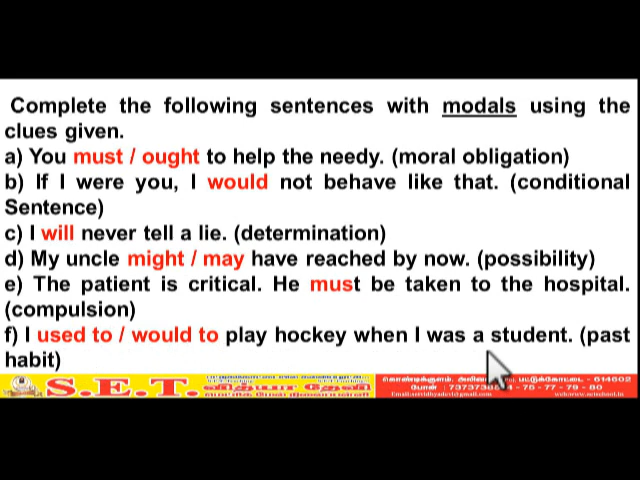 Complete the following sentences with modals using the
clues given.
a) You must / ought to help the needy. (moral obligation)
b) If I were you, I would not behave like that. (conditional
Sentence)
c) I will never tell a lie. (determination)
d) My uncle might / may have reached by now. (possibility)
e) The patient is critical. He must be taken to the hospital.
(compulsion)
f) I used to / would to play hockey when I was a student. (past
habit)
S.E.T.
வித்யா தேவி